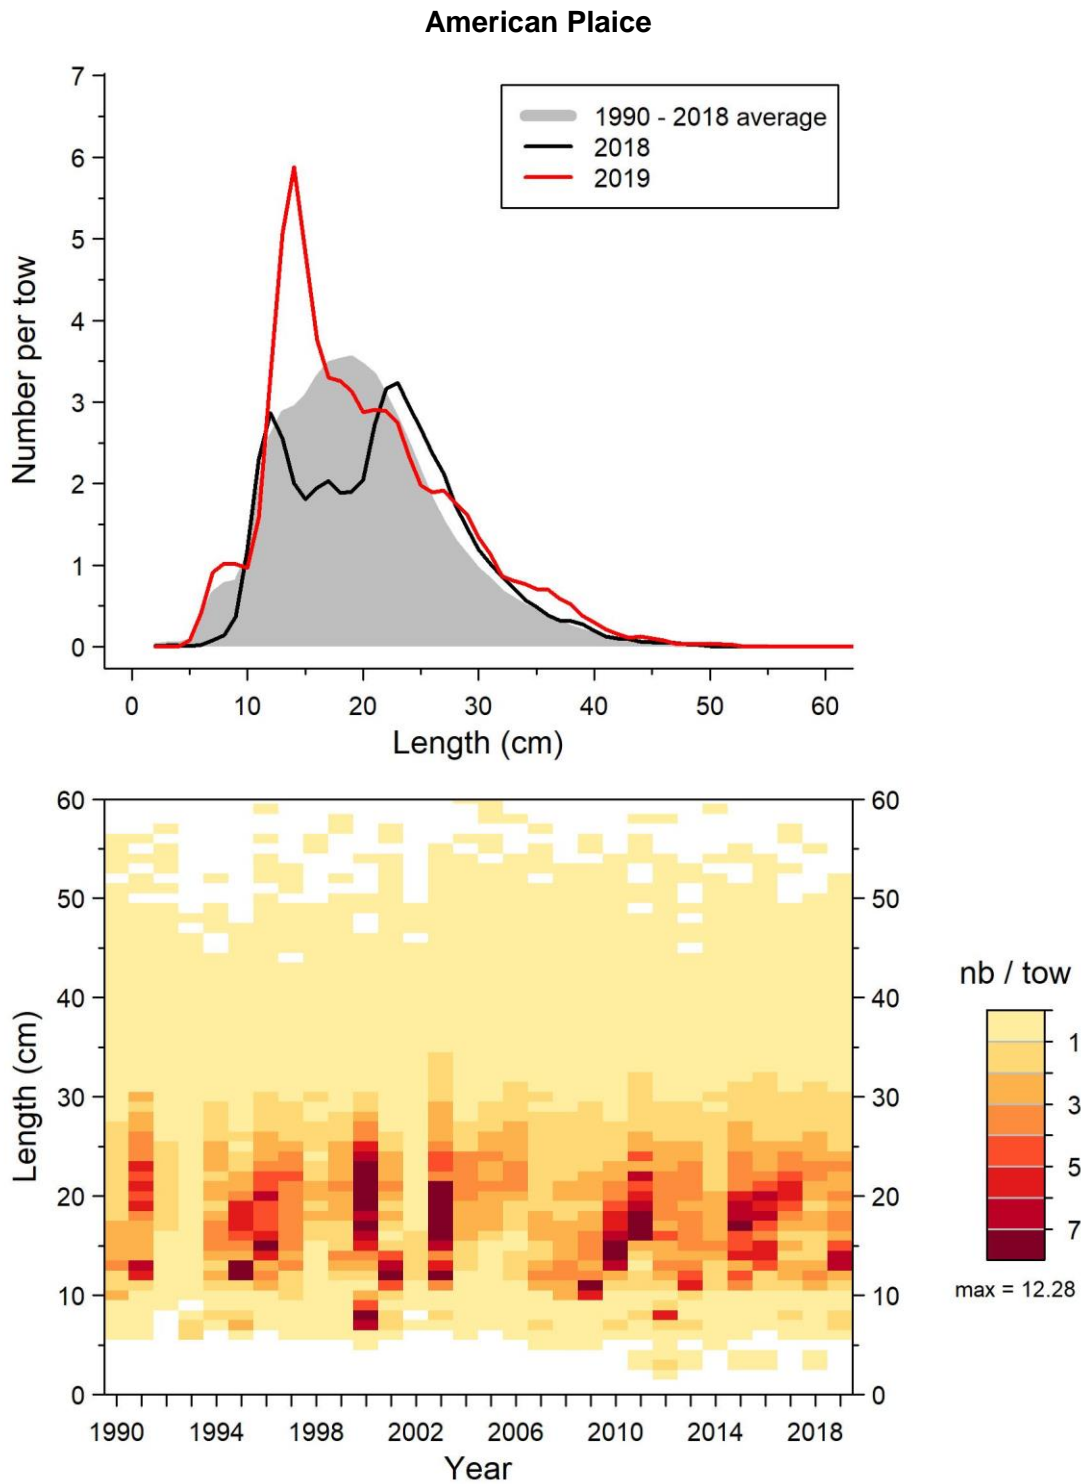 American Plaice
7
6
5
4
3
2
1
0
Number per tow
1990 - 2018 average
2018
2019
0 10 20 30 40 50 60
Length (cm)
60
50
40
30
20
10
0
Length (cm)
60
50
40
30
20
10
0
1990 1994 1998 2002 2006 2010 2014 2018
Year
nb / tow
1
3
5
7
max = 12.28